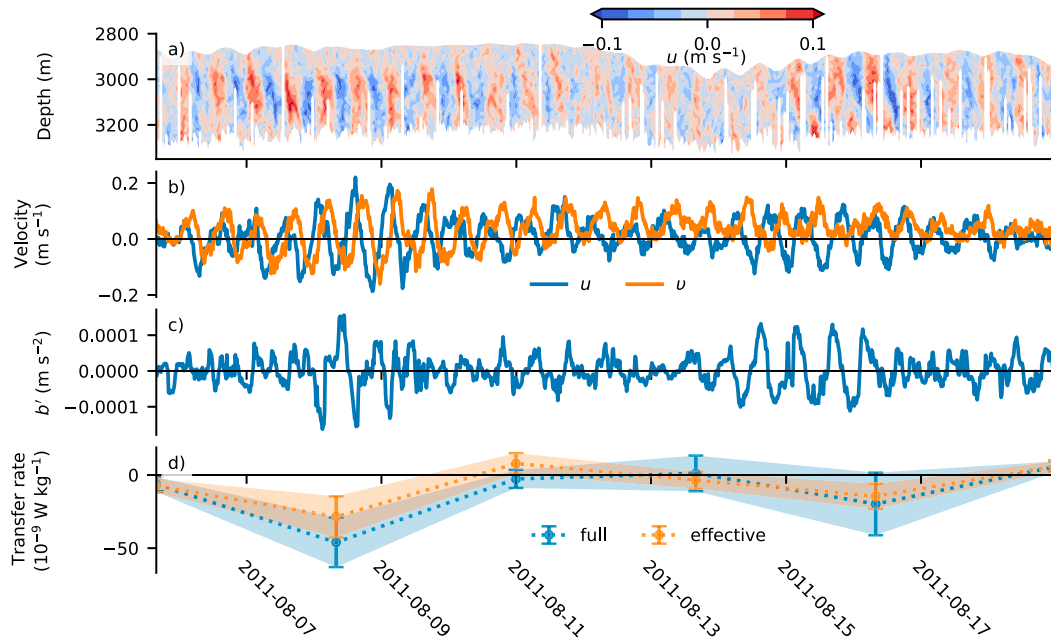 −0.1 0.0 0.1
u (m s⁻¹)
a)
Depth (m)
2800
3000
3200
b)
Velocity
(m s⁻¹)
0.2
0.0
−0.2
u υ
c)
b′ (m s⁻²)
0.0001
0.0000
−0.0001
d)
Transfer rate
(10⁻⁹ W kg⁻¹)
0
−50
full effective
2011-08-07
2011-08-09
2011-08-11
2011-08-13
2011-08-15
2011-08-17